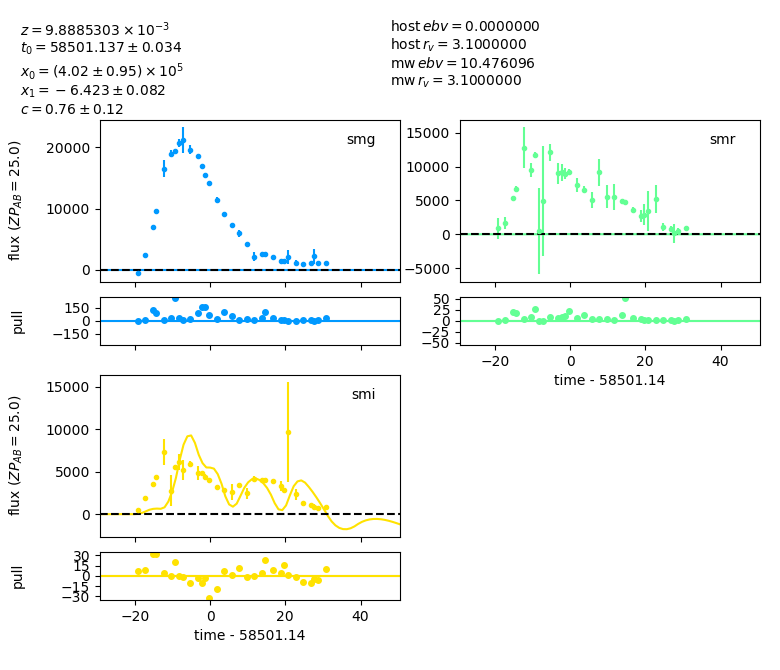 z = 9.8885303 × 10⁻³
t₀ = 58501.137 ± 0.034
x₀ = (4.02 ± 0.95) × 10⁵
x₁ = −6.423 ± 0.082
c = 0.76 ± 0.12
host ebv = 0.0000000
host r_v = 3.1000000
mw ebv = 10.476096
mw r_v = 3.1000000
flux (ZP_AB = 25.0)
20000
10000
0
smg
15000
10000
5000
0
−5000
smr
pull
150
0
−150
50
25
0
−25
−50
−20 0 20 40
time - 58501.14
flux (ZP_AB = 25.0)
15000
10000
5000
0
smi
pull
30
15
0
−15
−30
−20 0 20 40
time - 58501.14